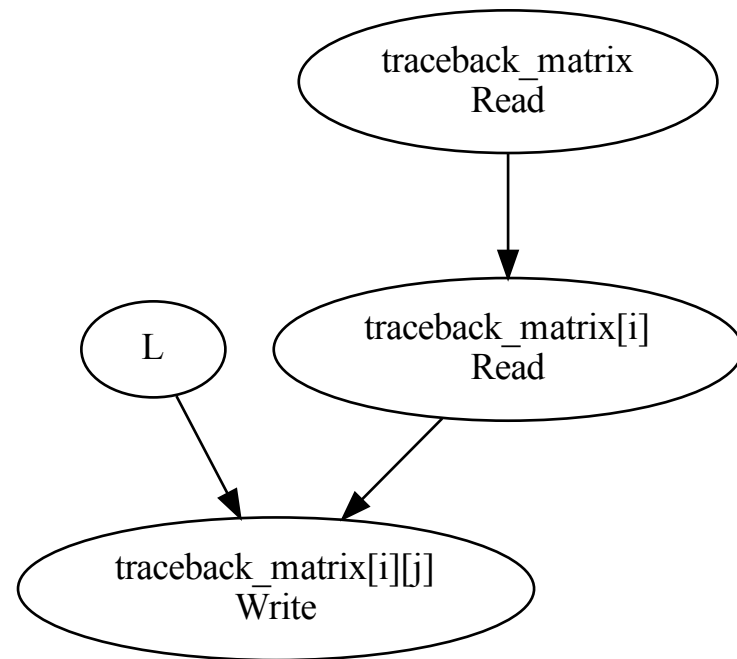 traceback_matrix
Read
L
traceback_matrix[i]
Read
traceback_matrix[i][j]
Write